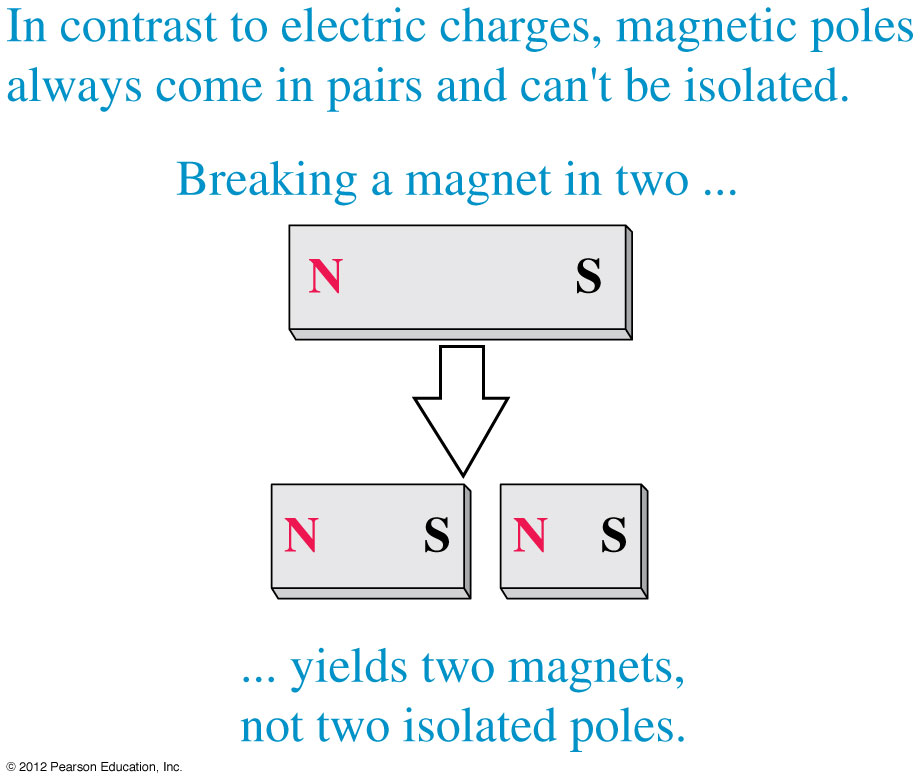 In contrast to electric charges, magnetic poles
always come in pairs and can't be isolated.
Breaking a magnet in two ...
N S
N S N S
... yields two magnets,
not two isolated poles.
© 2012 Pearson Education, Inc.